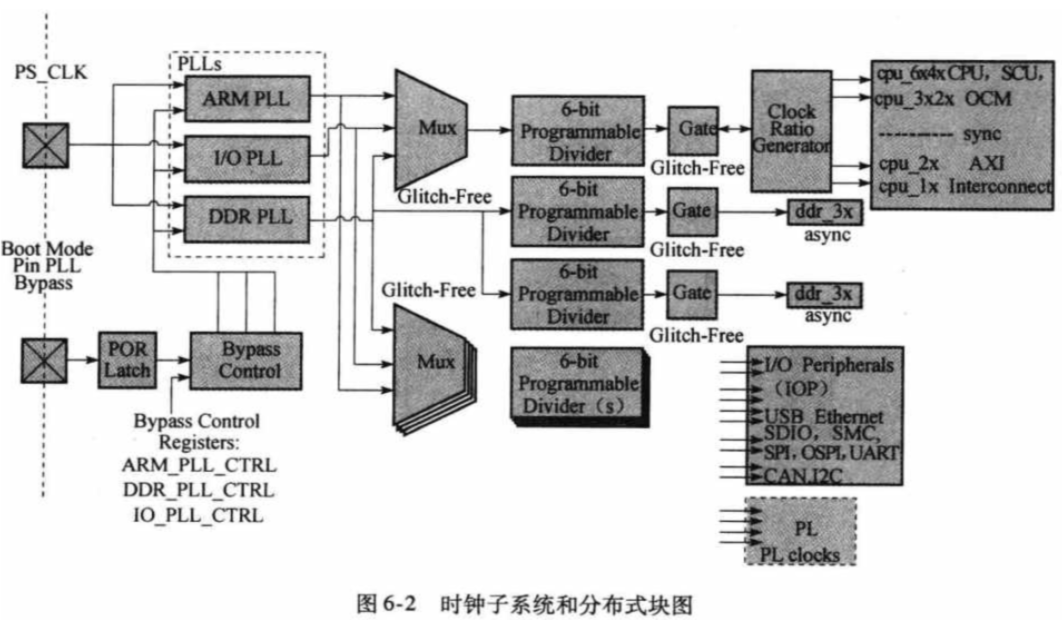 PS_CLK
PLLs
ARM PLL
I/O PLL
DDR PLL
Boot Mode
Pin PLL
Bypass
POR
Latch
Bypass
Control
Bypass Control
Registers:
ARM_PLL_CTRL
DDR_PLL_CTRL
IO_PLL_CTRL
Mux
Glitch-Free
Glitch-Free
Mux
6-bit
Programmable
Divider
Gate
Glitch-Free
Clock
Ratio
Generator
cpu_6x4xCPU，SCU，
cpu_3x2x OCM
sync
cpu_2x AXI
cpu_1x Interconnect
6-bit
Programmable
Divider
Gate
Glitch-Free
ddr_3x
async
6-bit
Programmable
Divider
Gate
Glitch-Free
ddr_3x
async
6-bit
Programmable
Divider（s）
I/O Peripherals
（IOP）
USB Ethernet
SDIO，SMC,
SPI，OSPI，UART
CAN,I2C
PL
PL clocks
图 6-2 时钟子系统和分布式块图